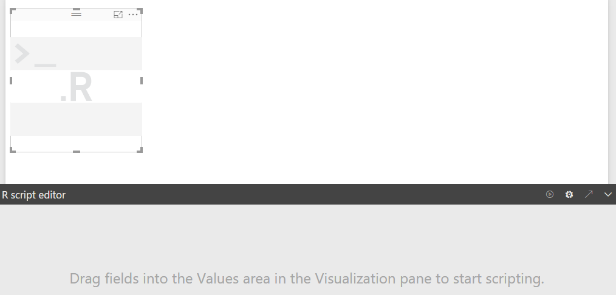 >_
.R
R script editor
Drag fields into the Values area in the Visualization pane to start scripting.